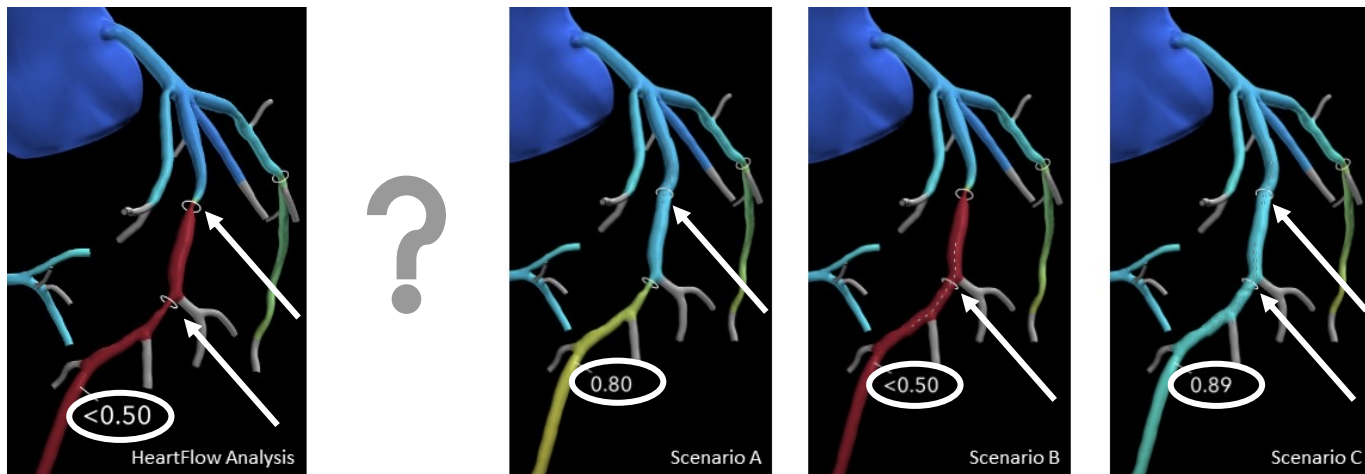 <0.50
HeartFlow Analysis
?
0.80
Scenario A
<0.50
Scenario B
0.89
Scenario C